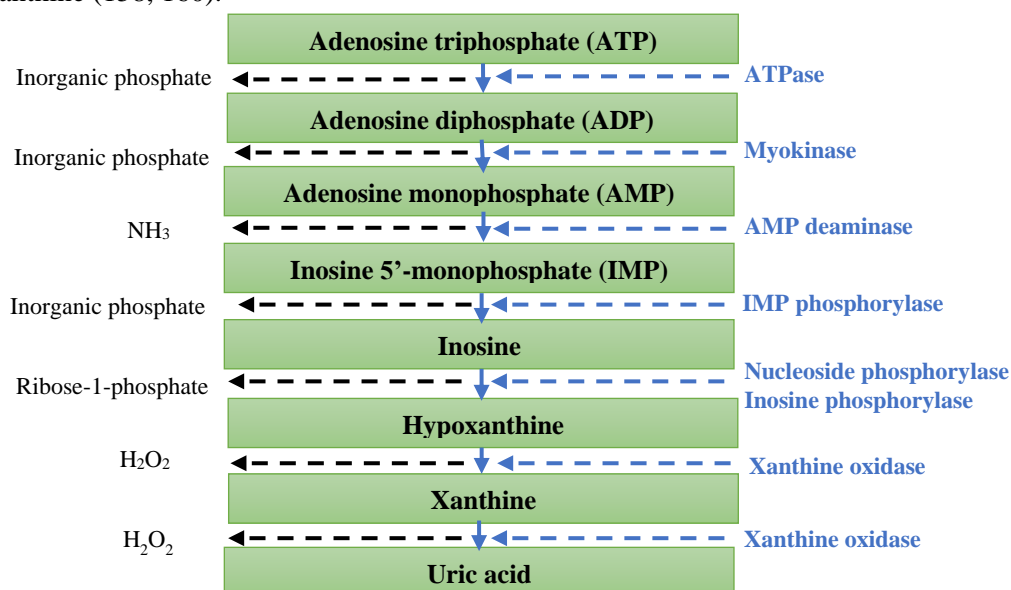 Adenosine triphosphate (ATP)
Inorganic phosphate
ATPase
Adenosine diphosphate (ADP)
Inorganic phosphate
Myokinase
Adenosine monophosphate (AMP)
NH3
AMP deaminase
Inosine 5’-monophosphate (IMP)
Inorganic phosphate
IMP phosphorylase
Inosine
Ribose-1-phosphate
Nucleoside phosphorylase
Inosine phosphorylase
Hypoxanthine
H2O2
Xanthine oxidase
Xanthine
H2O2
Xanthine oxidase
Uric acid